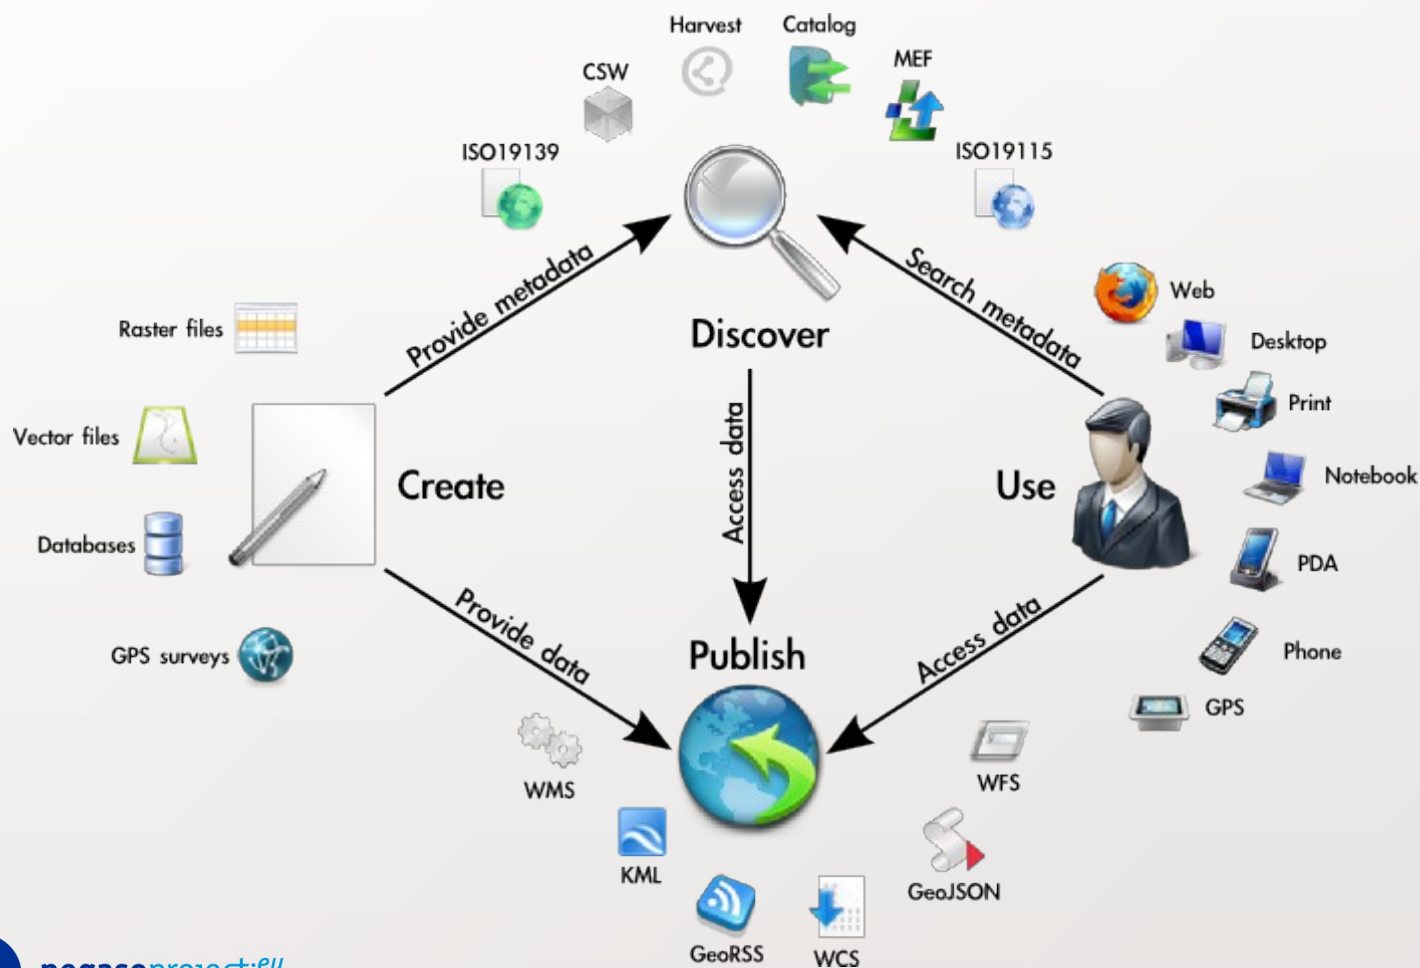 Harvest
Catalog
CSW
MEF
ISO19139
ISO19115
Provide metadata
Search metadata
Web
Raster files
Discover
Desktop
Print
Vector files
Access data
Create
Use
Notebook
Databases
PDA
Provide data
Access data
GPS surveys
Publish
Phone
GPS
WMS
WFS
KML
GeoJSON
GeoRSS
WCS
pegasoproject.eu